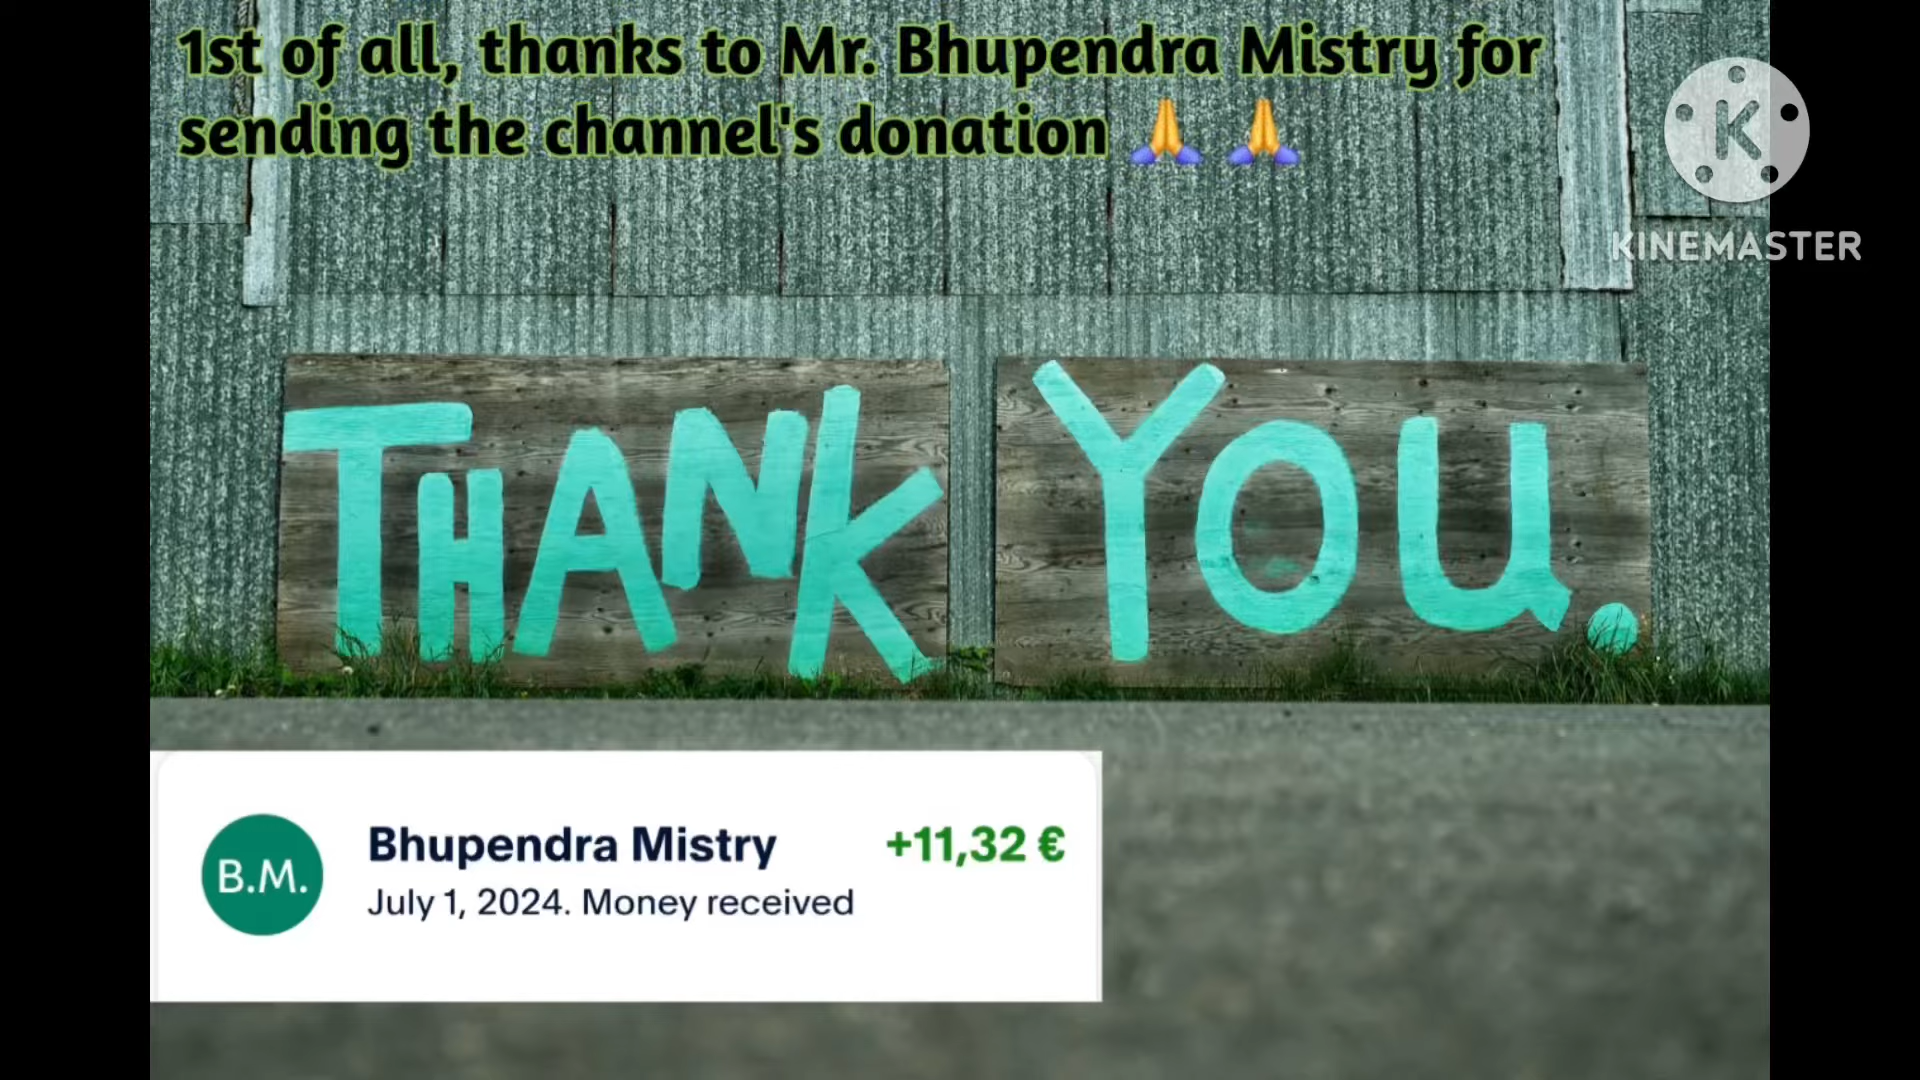 1st of all, thanks to Mr. Bhupendra Mistry for
sending the channel's donation 🙏 🙏
K
KINEMASTER
THANK YOU.
B.M.
Bhupendra Mistry +11,32 €
July 1, 2024. Money received